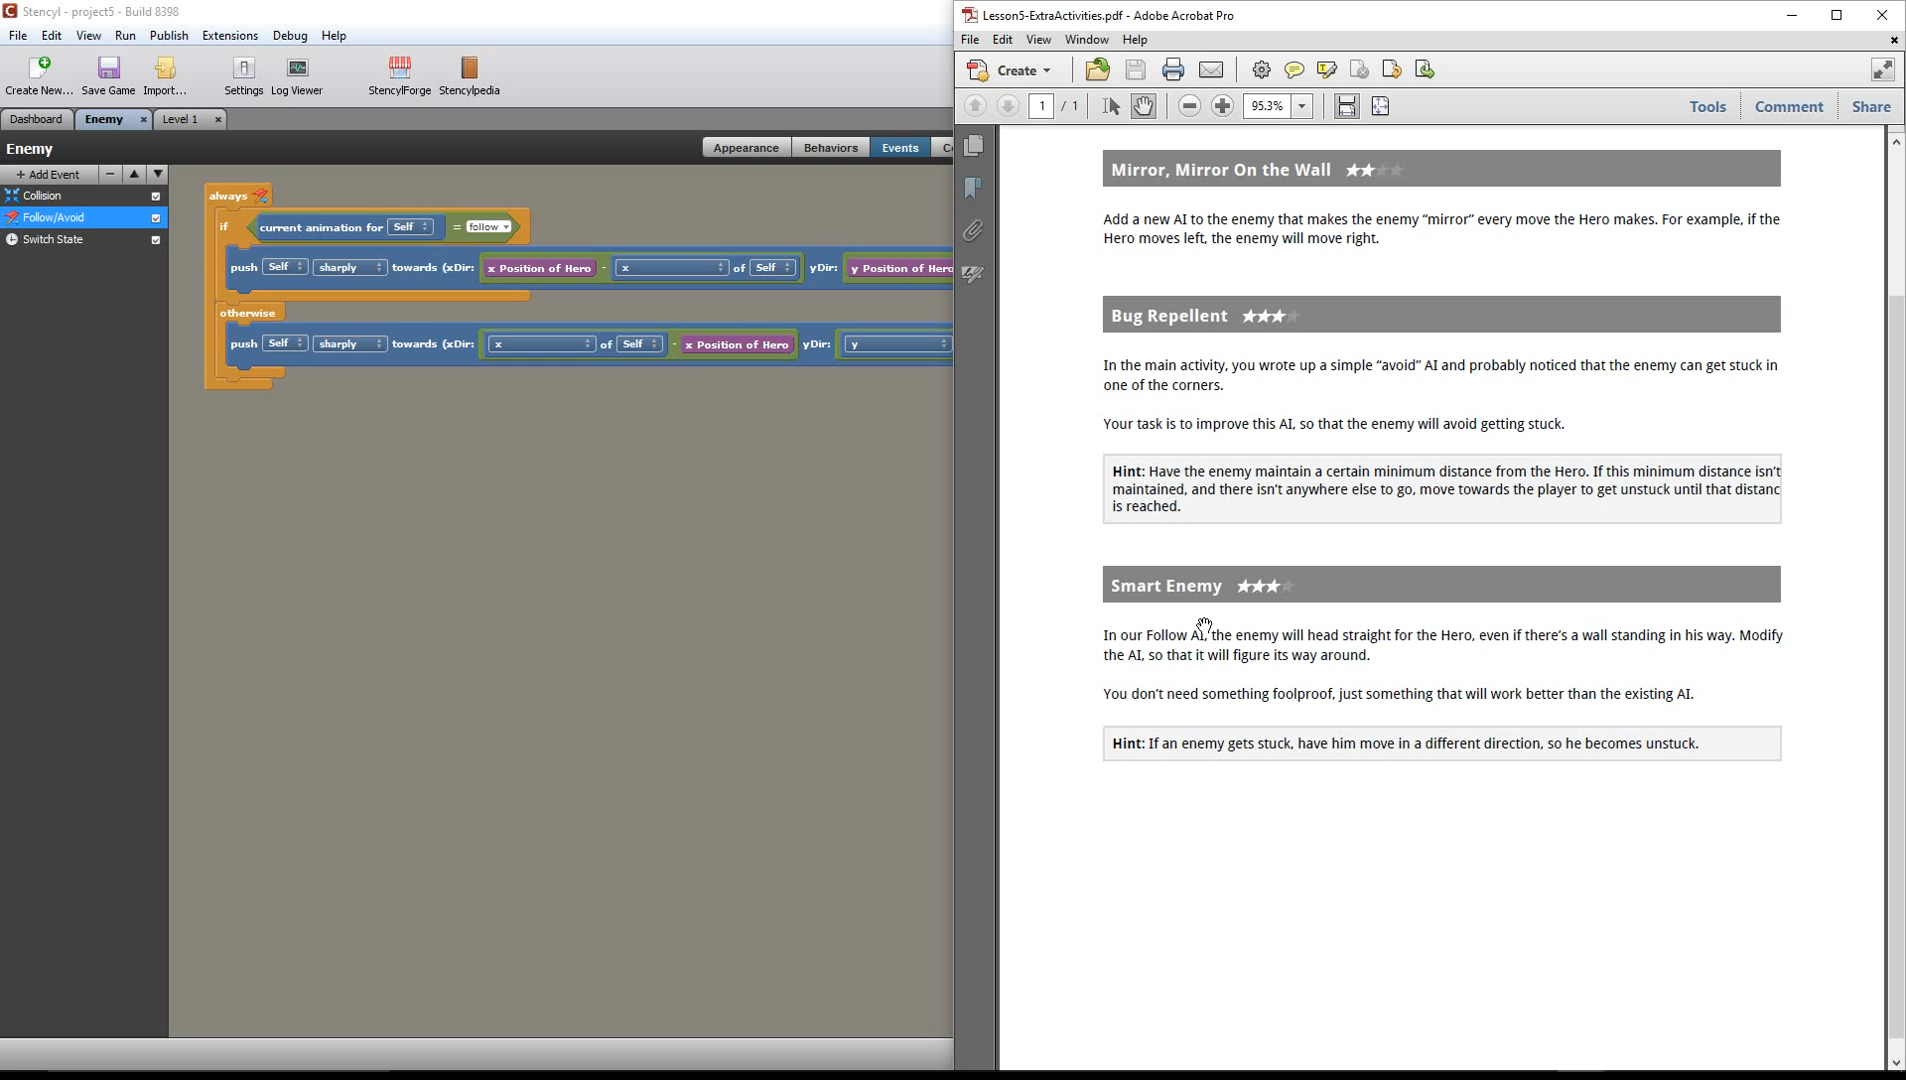 Stencyl - project5 - Build 8398
File Edit View Run Publish Extensions Debug Help
Create New... Save Game Import... Settings Log Viewer StencylForge Stencylpedia
Dashboard Enemy × Level 1 ×
Enemy
Appearance Behaviors Events
+ Add Event
Collision
Follow/Avoid
Switch State
always
if current animation for Self = follow
push Self sharply towards (xDir: x Position of Hero - x of Self yDir: y Position of Hero
otherwise
push Self sharply towards (xDir: x of Self - x Position of Hero yDir: y
Lesson5-ExtraActivities.pdf - Adobe Acrobat Pro
File Edit View Window Help
Create
1 / 1 95.3% Tools Comment Share
Mirror, Mirror On the Wall
Add a new AI to the enemy that makes the enemy “mirror” every move the Hero makes. For example, if the
Hero moves left, the enemy will move right.
Bug Repellent
In the main activity, you wrote up a simple “avoid” AI and probably noticed that the enemy can get stuck in
one of the corners.
Your task is to improve this AI, so that the enemy will avoid getting stuck.
Hint: Have the enemy maintain a certain minimum distance from the Hero. If this minimum distance isn’t
maintained, and there isn’t anywhere else to go, move towards the player to get unstuck until that distanc
is reached.
Smart Enemy
In our Follow AI, the enemy will head straight for the Hero, even if there’s a wall standing in his way. Modify
the AI, so that it will figure its way around.
You don’t need something foolproof, just something that will work better than the existing AI.
Hint: If an enemy gets stuck, have him move in a different direction, so he becomes unstuck.